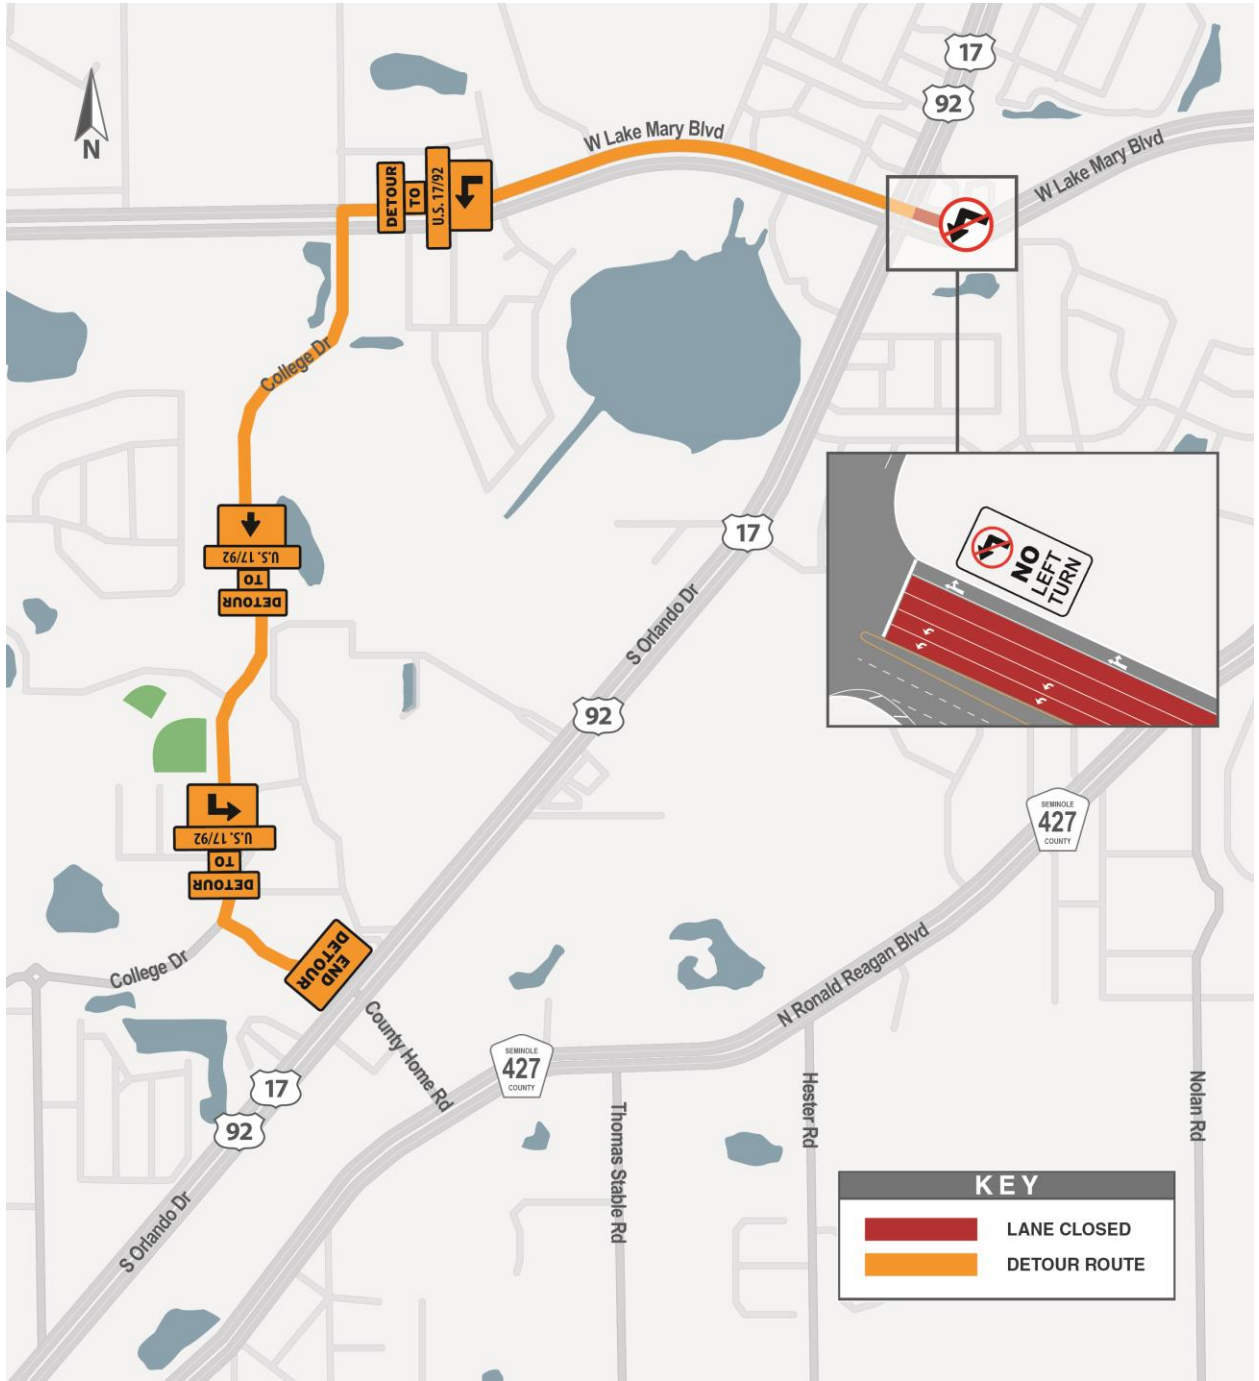 17
92
W Lake Mary Blvd
W Lake Mary Blvd
N
DETOUR
TO
U.S. 17/92
College Dr
NO
LEFT
TURN
U.S. 17/92
TO
DETOUR
17
S Orlando Dr
92
U.S. 17/92
TO
DETOUR
SEMINOLE
427
COUNTY
END
DETOUR
College Dr
N Ronald Reagan Blvd
County Home Rd
SEMINOLE
427
COUNTY
17
92
Thomas Stable Rd
Hester Rd
Nolan Rd
S Orlando Dr
KEY
LANE CLOSED
DETOUR ROUTE